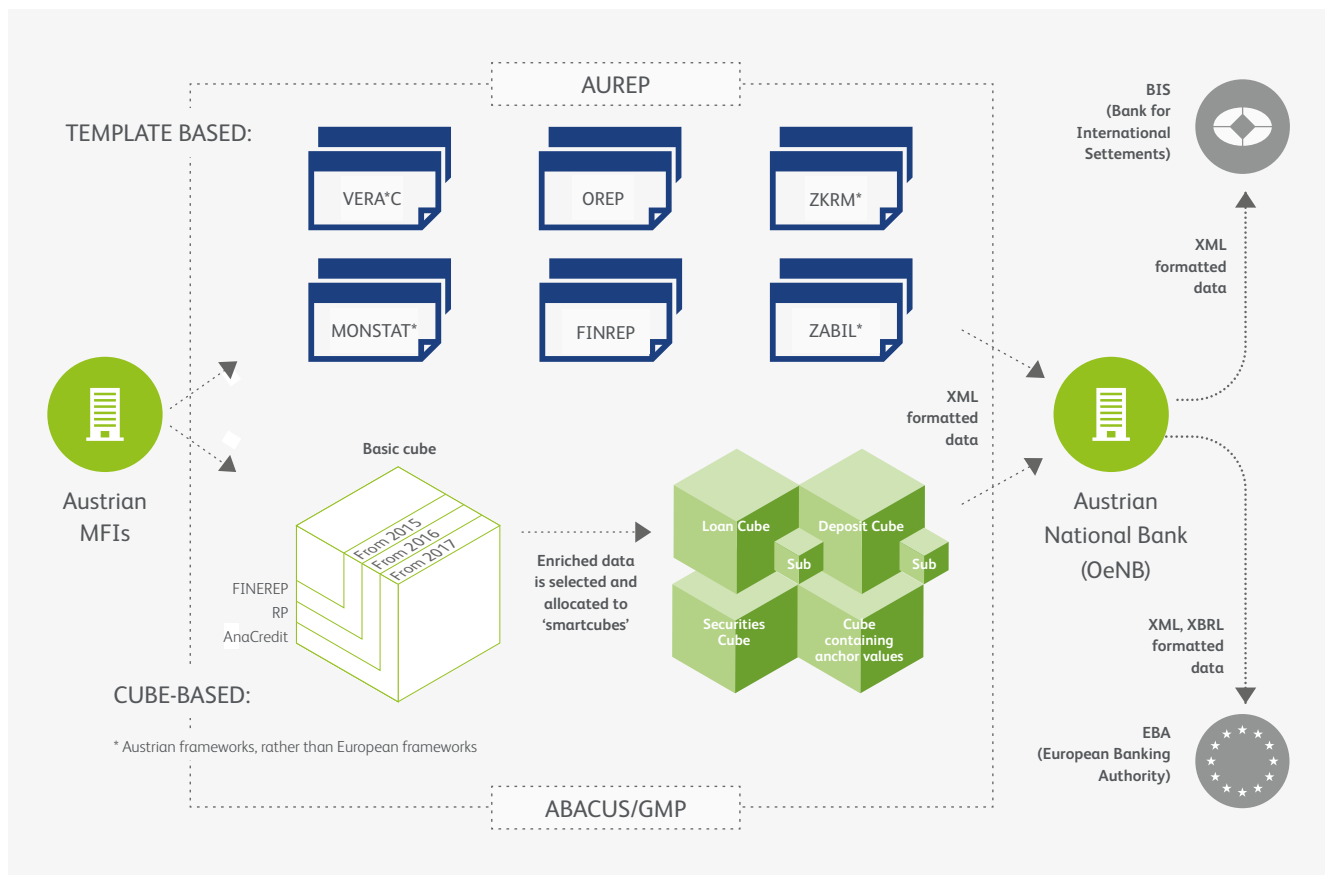 AUREP
TEMPLATE BASED:
VERA*C
OREP
ZKRM*
MONSTAT*
FINREP
ZABIL*
Austrian
MFIs
Basic cube
From 2015
From 2016
From 2017
FINEREP
RP
AnaCredit
Enriched data
is selected and
allocated to
‘smartcubes’
Loan Cube
Deposit Cube
Sub
Sub
Securities
Cube
Cube
containing
anchor values
XML
formatted
data
Austrian
National Bank
(OeNB)
BIS
(Bank for
International
Settements)
XML
formatted
data
XML, XBRL
formatted
data
EBA
(European Banking
Authority)
CUBE-BASED:
* Austrian frameworks, rather than European frameworks
ABACUS/GMP